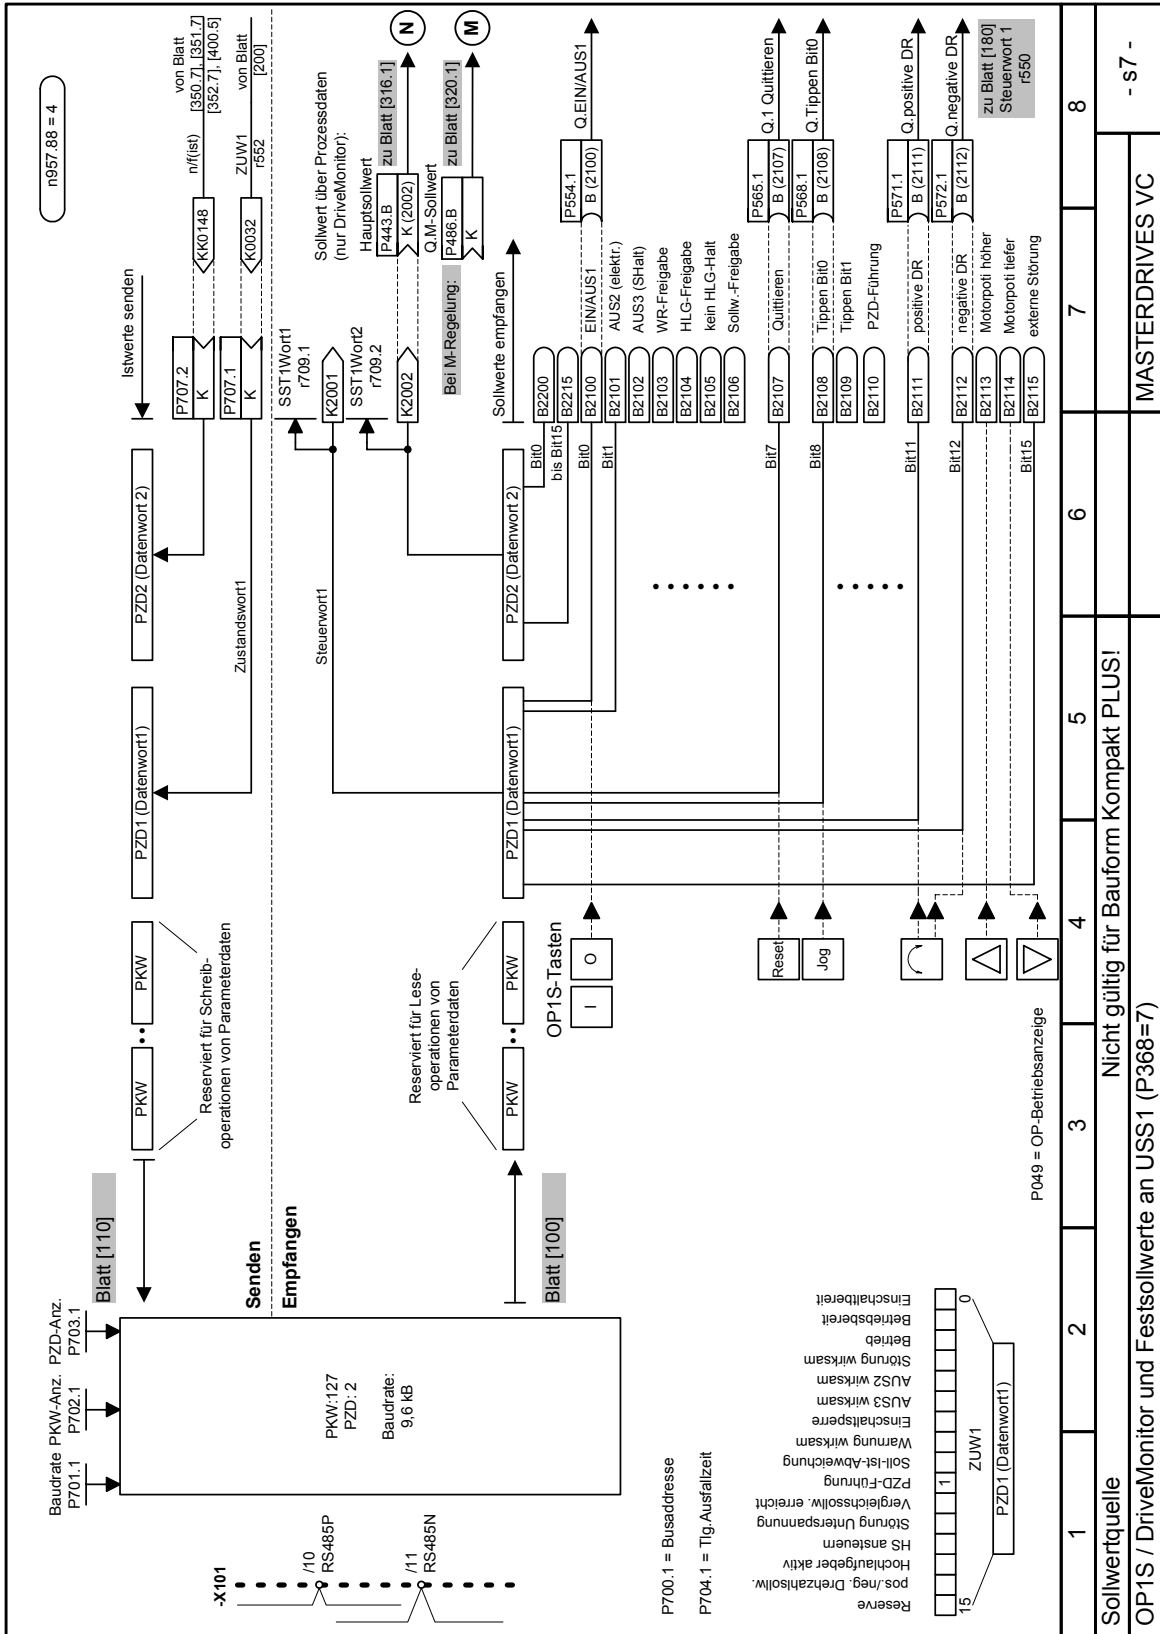 n957.88 = 4
Baudrate
P701.1
PKW-Anz.
P702.1
PZD-Anz.
P703.1
Blatt [110]
PKW
PKW
Reserviert für Schreib-
operationen von Parameterdaten
PZD1 (Datenwort1)
PZD2 (Datenwort 2)
Zustandswort1
Istwerte senden
P707.2
K
KK0148
n/f(ist)
von Blatt
[350.7], [351.7]
[352.7], [400.5]
P707.1
K
K0032
ZUW1
r552
von Blatt
[200]
Senden
Empfangen
-X101
/10
RS485P
/11
RS485N
PKW:127
PZD: 2
Baudrate:
9,6 kB
Blatt [100]
PKW
PKW
Reserviert für Lese-
operationen von
Parameterdaten
PZD1 (Datenwort1)
PZD2 (Datenwort 2)
Steuerwort1
SST1Wort1
r709.1
K2001
SST1Wort2
r709.2
K2002
Sollwert über Prozessdaten
(nur DriveMonitor):
Hauptsollwert
P443.B
K (2002)
zu Blatt [316.1]
N
Bei M-Regelung:
Q.M-Sollwert
P486.B
K
zu Blatt [320.1]
M
Sollwerte empfangen
Bit0
B2200
bis Bit15
B2215
Bit0
B2100
EIN/AUS1
P554.1
B (2100)
Q.EIN/AUS1
Bit1
B2101
AUS2 (elektr.)
B2102
AUS3 (SHalt)
B2103
WR-Freigabe
B2104
HLG-Freigabe
B2105
kein HLG-Halt
B2106
Sollw.-Freigabe
Bit7
B2107
Quittieren
P565.1
B (2107)
Q.1 Quittieren
Bit8
B2108
Tippen Bit0
P568.1
B (2108)
Q.Tippen Bit0
B2109
Tippen Bit1
B2110
PZD-Führung
Bit11
B2111
positive DR
P571.1
B (2111)
Q.positive DR
Bit12
B2112
negative DR
P572.1
B (2112)
Q.negative DR
B2113
Motorpoti höher
B2114
Motorpoti tiefer
Bit15
B2115
externe Störung
zu Blatt [180]
Steuerwort 1
r550
OP1S-Tasten
I
O
Reset
Jog
P049 = OP-Betriebsanzeige
P700.1 = Busadresse
P704.1 = Tlg.Ausfallzeit
Reserve
pos./neg. Drehzahlsollw.
Hochlaufgeber aktiv
HS ansteuern
Störung Unterspannung
Vergleichssollw. erreicht
PZD-Führung
Soll-Ist-Abweichung
Warnung wirksam
Einschaltsperre
AUS3 wirksam
AUS2 wirksam
Störung wirksam
Betrieb
Betriebsbereit
Einschaltbereit
1
15
ZUW1
0
PZD1 (Datenwort1)
1
2
3
4
5
6
7
8
Sollwertquelle
Nicht gültig für Bauform Kompakt PLUS!
OP1S / DriveMonitor und Festsollwerte an USS1 (P368=7)
MASTERDRIVES VC
- s7 -